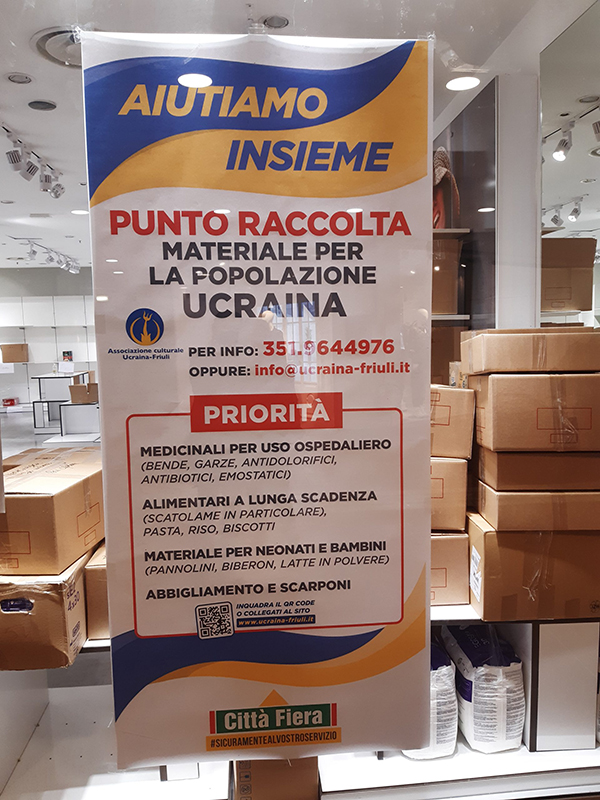 AIUTIAMO
INSIEME
PUNTO RACCOLTA
MATERIALE PER
LA POPOLAZIONE
UCRAINA
Associazione culturale
Ucraina-Friuli
PER INFO: 351.9644976
OPPURE: info@ucraina-friuli.it
PRIORITÀ
MEDICINALI PER USO OSPEDALIERO
(BENDE, GARZE, ANTIDOLORIFICI,
ANTIBIOTICI, EMOSTATICI)
ALIMENTARI A LUNGA SCADENZA
(SCATOLAME IN PARTICOLARE),
PASTA, RISO, BISCOTTI
MATERIALE PER NEONATI E BAMBINI
(PANNOLINI, BIBERON, LATTE IN POLVERE)
ABBIGLIAMENTO E SCARPONI
INQUADRA IL QR CODE
O COLLEGATI AL SITO
www.ucraina-friuli.it
Città Fiera
#SICURAMENTEALVOSTROSERVIZIO